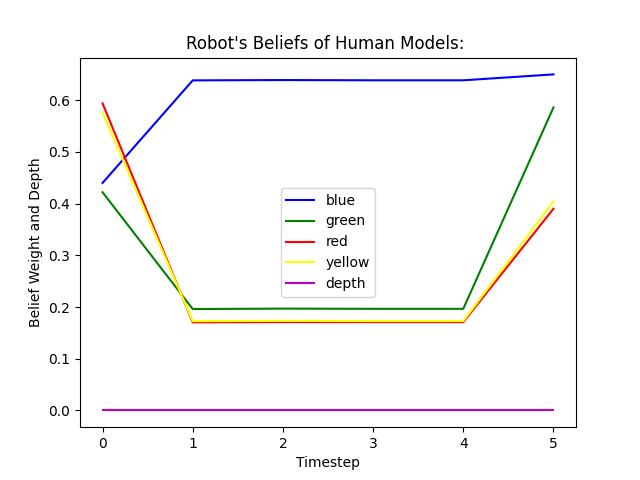 Robot's Beliefs of Human Models:
Belief Weight and Depth
0.6
0.5
0.4
0.3
0.2
0.1
0.0
blue
green
red
yellow
depth
0 1 2 3 4 5
Timestep